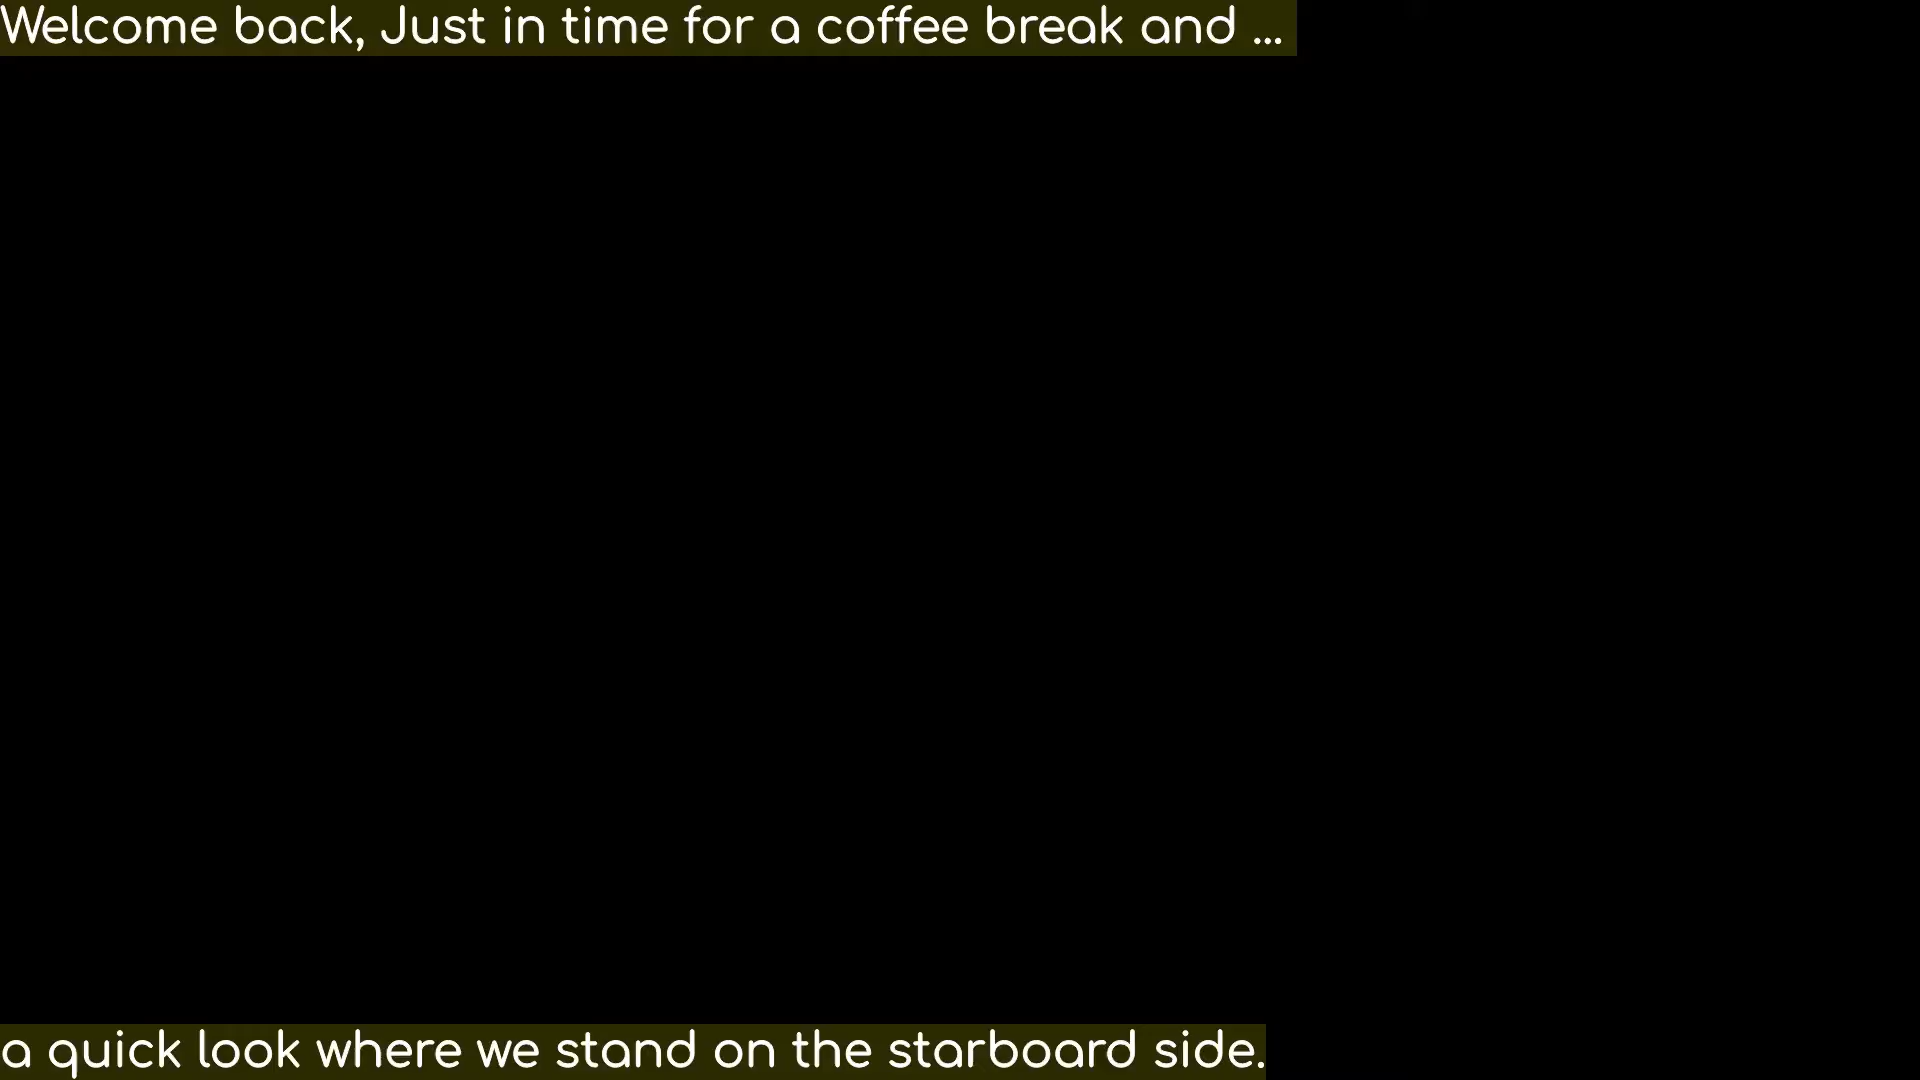 Welcome back, Just in time for a coffee break and ...
a quick look where we stand on the starboard side.